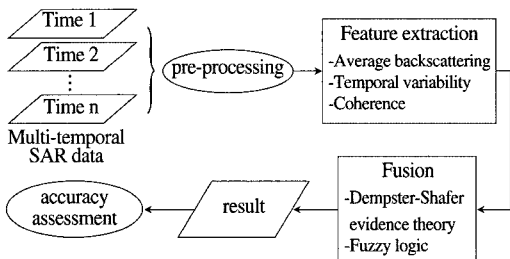 Time 1
Time 2
⋮
Time n
Multi-temporal
SAR data
pre-processing
Feature extraction
-Average backscattering
-Temporal variability
-Coherence
Fusion
-Dempster-Shafer
evidence theory
-Fuzzy logic
result
accuracy
assessment